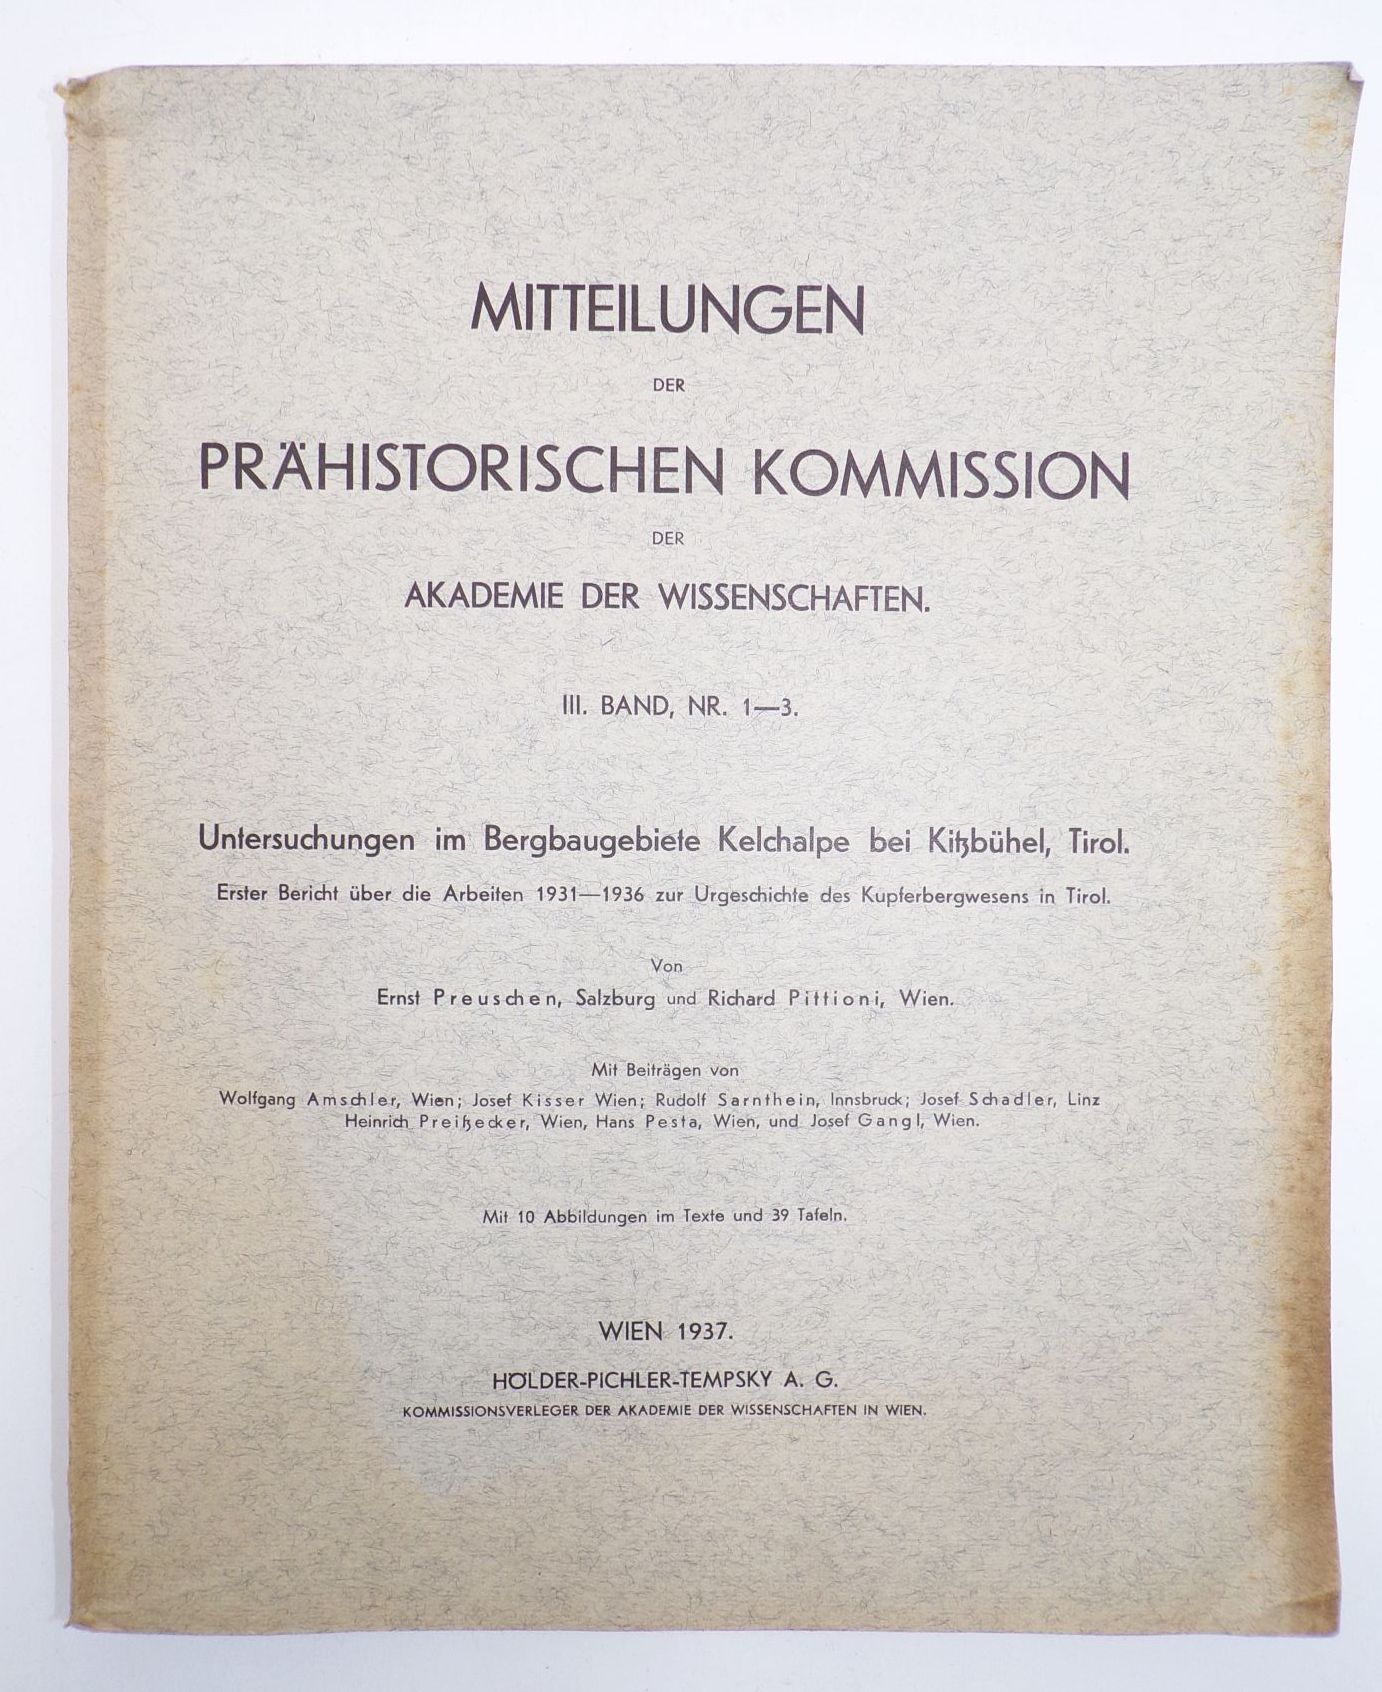 MITTEILUNGEN
DER
PRÄHISTORISCHEN KOMMISSION
DER
AKADEMIE DER WISSENSCHAFTEN.
III. BAND, NR. 1—3.
Untersuchungen im Bergbaugebiete Kelchalpe bei Kitzbühel, Tirol.
Erster Bericht über die Arbeiten 1931—1936 zur Urgeschichte des Kupferbergwesens in Tirol.
Von
Ernst Preuschen, Salzburg und Richard Pittioni, Wien.
Mit Beiträgen von
Wolfgang Amschler, Wien; Josef Kisser Wien; Rudolf Sarnthein, Innsbruck; Josef Schadler, Linz
Heinrich Preißecker, Wien, Hans Pesta, Wien, und Josef Gangl, Wien.
Mit 10 Abbildungen im Texte und 39 Tafeln.
WIEN 1937.
HÖLDER-PICHLER-TEMPSKY A. G.
KOMMISSIONSVERLEGER DER AKADEMIE DER WISSENSCHAFTEN IN WIEN.